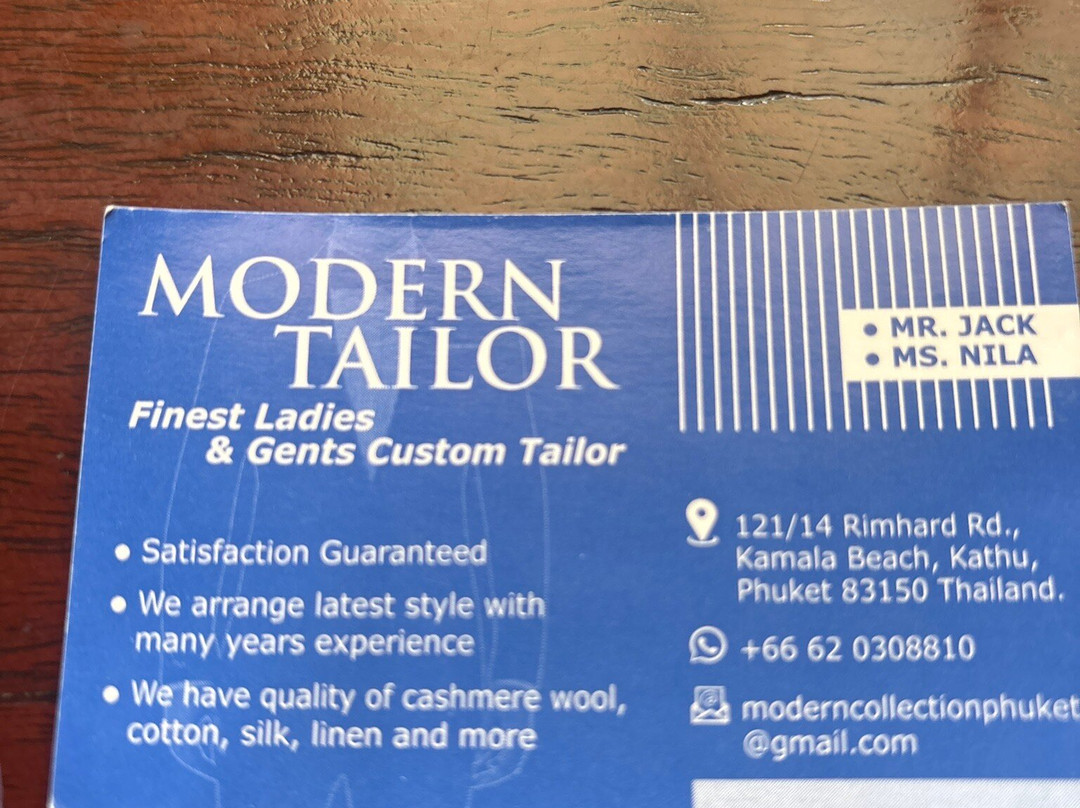 MODERN
TAILOR
Finest Ladies
& Gents Custom Tailor
• Satisfaction Guaranteed
• We arrange latest style with
many years experience
• We have quality of cashmere wool,
cotton, silk, linen and more
• MR. JACK
• MS. NILA
121/14 Rimhard Rd.,
Kamala Beach, Kathu,
Phuket 83150 Thailand.
+66 62 0308810
moderncollectionphuket
@gmail.com